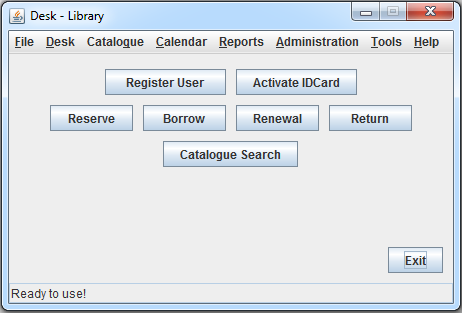 Desk - Library
File Desk Catalogue Calendar Reports Administration Tools Help
Register User Activate IDCard
Reserve Borrow Renewal Return
Catalogue Search
Exit
Ready to use!